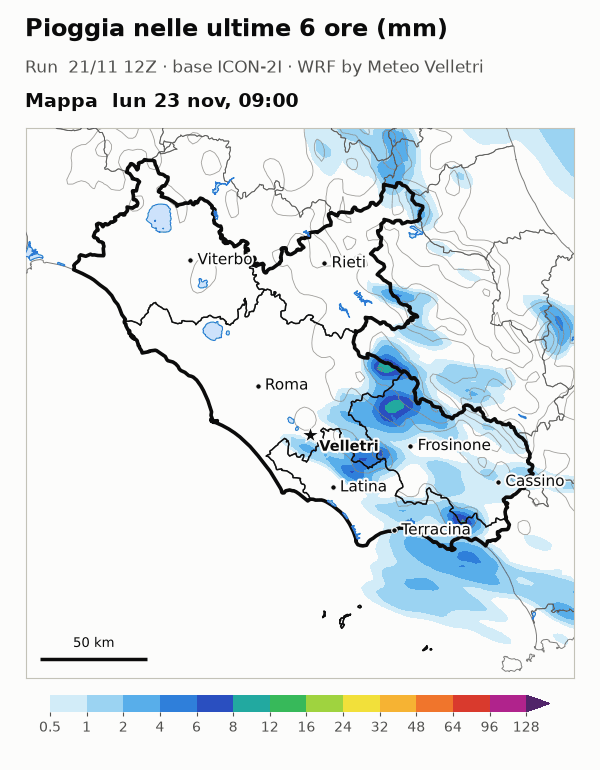 Pioggia nelle ultime 6 ore (mm)
Run 21/11 12Z · base ICON-2I · WRF by Meteo Velletri
Mappa lun 23 nov, 09:00
Viterbo
Rieti
Roma
Velletri
Frosinone
Latina
Cassino
Terracina
50 km
0.5 1 2 4 6 8 12 16 24 32 48 64 96 128